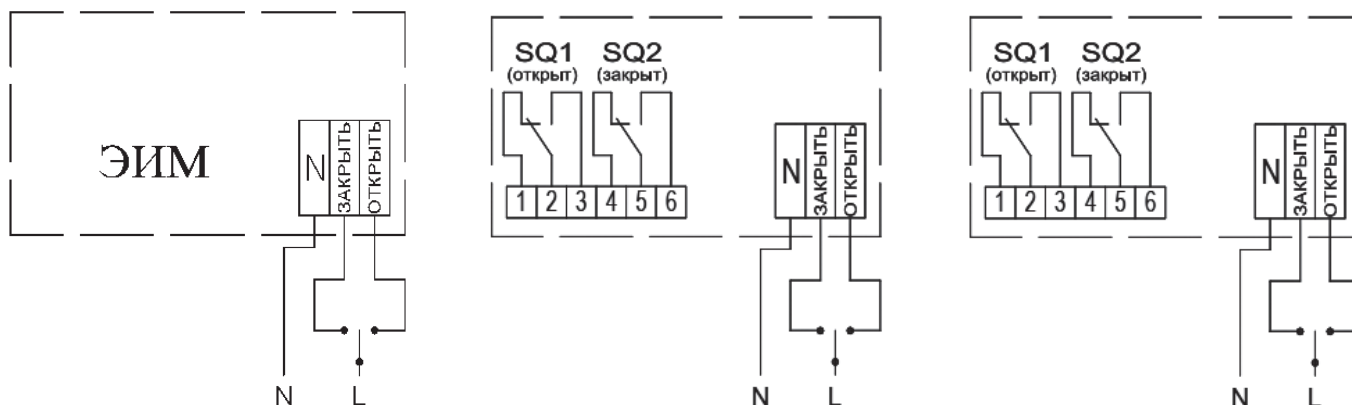 ЭИМ
N
ЗАКРЫТЬ
ОТКРЫТЬ
N L
SQ1 SQ2
(открыт) (закрыт)
1 2 3 4 5 6
N
ЗАКРЫТЬ
ОТКРЫТЬ
N L
SQ1 SQ2
(открыт) (закрыт)
1 2 3 4 5 6
N
ЗАКРЫТЬ
ОТКРЫТЬ
N L